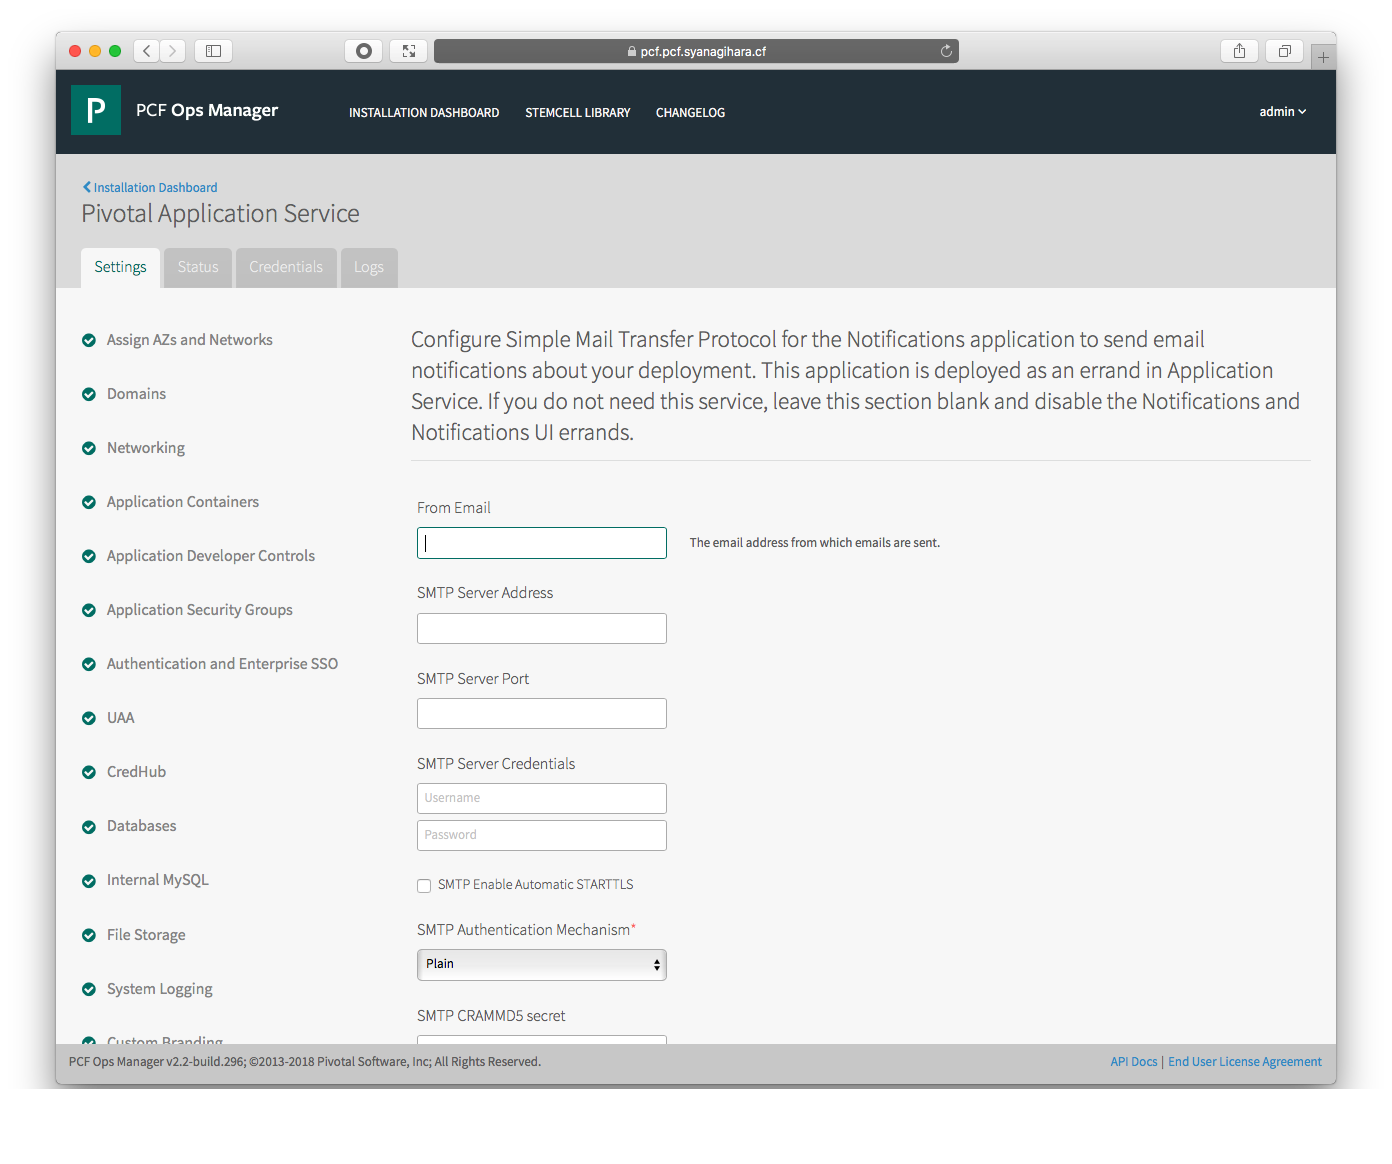 pcf.pcf.syanagihara.cf
P
PCF Ops Manager
INSTALLATION DASHBOARD
STEMCELL LIBRARY
CHANGELOG
admin
Installation Dashboard
Pivotal Application Service
Settings
Status
Credentials
Logs
Assign AZs and Networks
Domains
Networking
Application Containers
Application Developer Controls
Application Security Groups
Authentication and Enterprise SSO
UAA
CredHub
Databases
Internal MySQL
File Storage
System Logging
Custom Branding
Configure Simple Mail Transfer Protocol for the Notifications application to send email
notifications about your deployment. This application is deployed as an errand in Application
Service. If you do not need this service, leave this section blank and disable the Notifications and
Notifications UI errands.
From Email
The email address from which emails are sent.
SMTP Server Address
SMTP Server Port
SMTP Server Credentials
Username
Password
SMTP Enable Automatic STARTTLS
SMTP Authentication Mechanism*
Plain
SMTP CRAMMD5 secret
PCF Ops Manager v2.2-build.296; ©2013-2018 Pivotal Software, Inc; All Rights Reserved.
API Docs | End User License Agreement